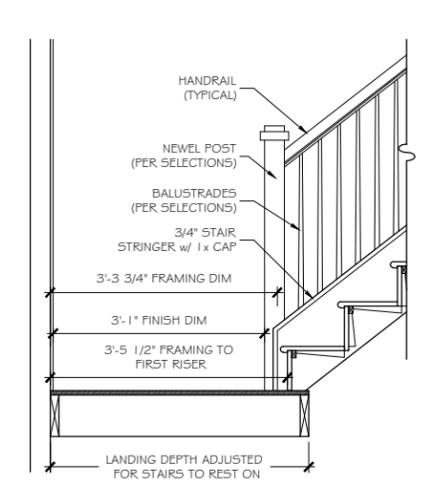 HANDRAIL
(TYPICAL)
NEWEL POST
(PER SELECTIONS)
BALUSTRADES
(PER SELECTIONS)
3/4" STAIR
STRINGER w/ 1x CAP
3'-3 3/4" FRAMING DIM
3'-1" FINISH DIM
3'-5 1/2" FRAMING TO
FIRST RISER
LANDING DEPTH ADJUSTED
FOR STAIRS TO REST ON